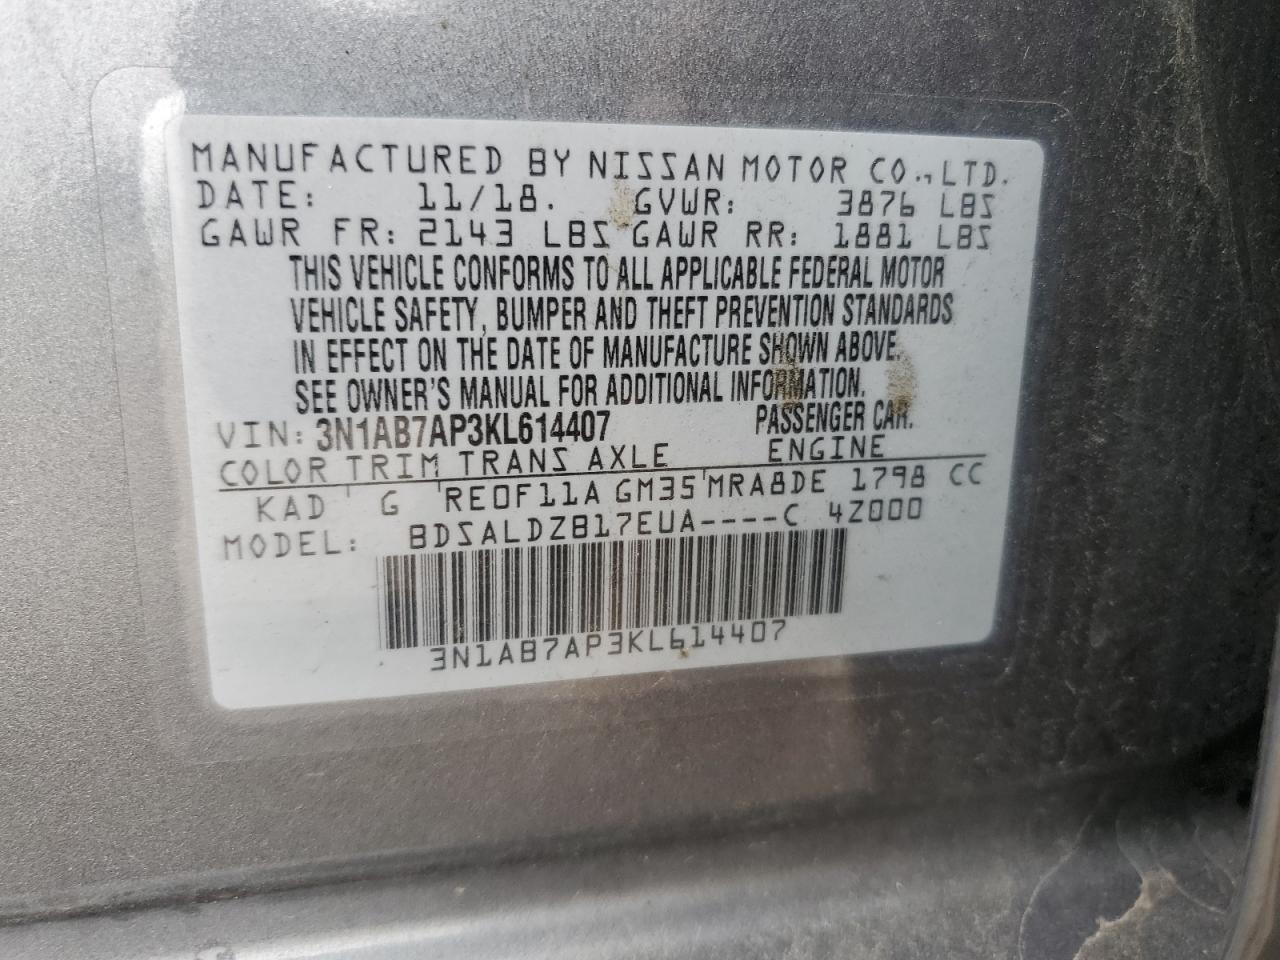 MANUFACTURED BY NISSAN MOTOR CO., LTD.
DATE: 11/18. GVWR: 3876 LBS
GAWR FR: 2143 LBS GAWR RR: 1881 LBS
THIS VEHICLE CONFORMS TO ALL APPLICABLE FEDERAL MOTOR
VEHICLE SAFETY, BUMPER AND THEFT PREVENTION STANDARDS
IN EFFECT ON THE DATE OF MANUFACTURE SHOWN ABOVE.
SEE OWNER'S MANUAL FOR ADDITIONAL INFORMATION.
VIN: 3N1AB7AP3KL614407 PASSENGER CAR.
COLOR TRIM TRANS AXLE ENGINE
KAD G RE0F11A GM35 MRA8DE 1798 CC
MODEL: BDSALDZB17EUA----C 4Z000
3N1AB7AP3KL614407